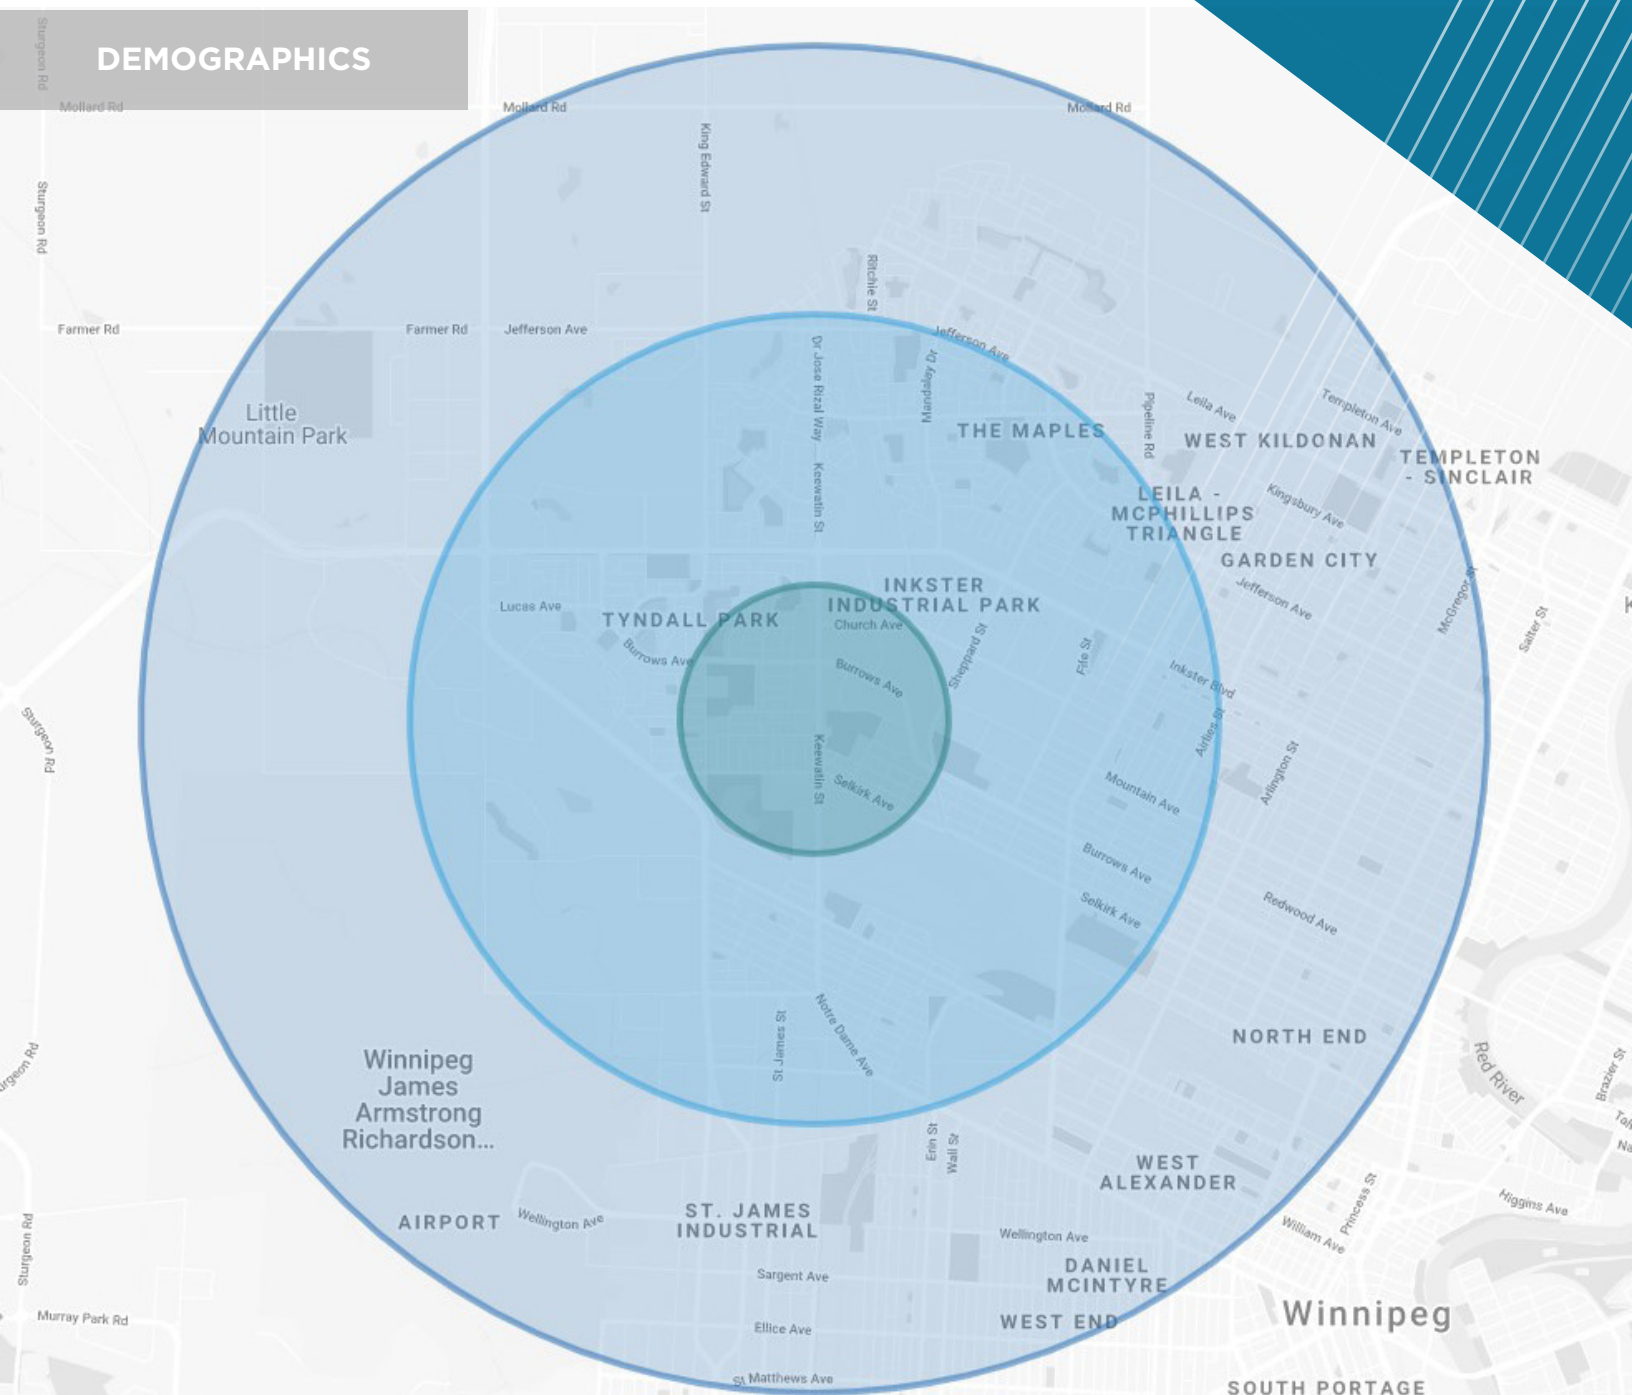 DEMOGRAPHICS
Sturgeon Rd
Mollard Rd
Mollard Rd
Mollard Rd
King Edward St
Sturgeon Rd
Ritchie St
Farmer Rd
Farmer Rd
Jefferson Ave
Jefferson Ave
Dr Jose Rizal Way
Mandalay Dr
Little
Mountain Park
Pipeline Rd
Leila Ave
Templeton Ave
THE MAPLES
WEST KILDONAN
TEMPLETON
- SINCLAIR
Keewatin St
LEILA -
MCPHILLIPS
TRIANGLE
Kingsbury Ave
GARDEN CITY
INKSTER
INDUSTRIAL PARK
Jefferson Ave
McGregor St
Lucas Ave
TYNDALL PARK
Church Ave
Salter St
Burrows Ave
Burrows Ave
Sheppard St
Fife St
Inkster Blvd
Sturgeon Rd
Keewatin St
Airlies St
Arlington St
Selkirk Ave
Mountain Ave
Burrows Ave
Selkirk Ave
Redwood Ave
St James St
Notre Dame Ave
NORTH END
Red River
Brazier St
urgeon Rd
Winnipeg
James
Armstrong
Richardson...
Erin St
Wall St
WEST
ALEXANDER
Princess St
Higgins Ave
William Ave
AIRPORT
Wellington Ave
ST. JAMES
INDUSTRIAL
Wellington Ave
Sturgeon Rd
Sargent Ave
DANIEL
MCINTYRE
Murray Park Rd
Ellice Ave
WEST END
Winnipeg
St Matthews Ave
SOUTH PORTAGE